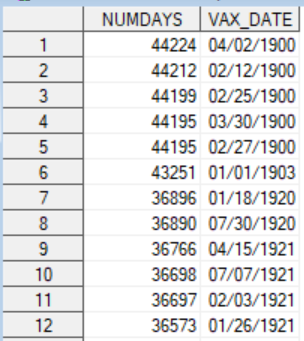 NUMDAYS VAX_DATE
1 44224 04/02/1900
2 44212 02/12/1900
3 44199 02/25/1900
4 44195 03/30/1900
5 44195 02/27/1900
6 43251 01/01/1903
7 36896 01/18/1920
8 36890 07/30/1920
9 36766 04/15/1921
10 36698 07/07/1921
11 36697 02/03/1921
12 36573 01/26/1921